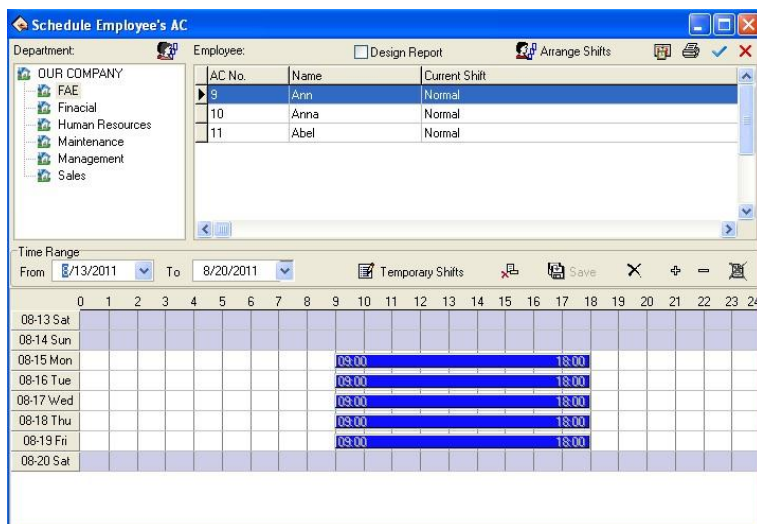 Schedule Employee's AC
Department:
Employee:
Design Report
Arrange Shifts
OUR COMPANY
FAE
Finacial
Human Resources
Maintenance
Management
Sales
AC No. Name Current Shift
9 Ann Normal
10 Anna Normal
11 Abel Normal
Time Range
From 8/13/2011 To 8/20/2011 Temporary Shifts Save
0 1 2 3 4 5 6 7 8 9 10 11 12 13 14 15 16 17 18 19 20 21 22 23 24
08-13 Sat
08-14 Sun
08-15 Mon 09:00 18:00
08-16 Tue 09:00 18:00
08-17 Wed 09:00 18:00
08-18 Thu 09:00 18:00
08-19 Fri 09:00 18:00
08-20 Sat